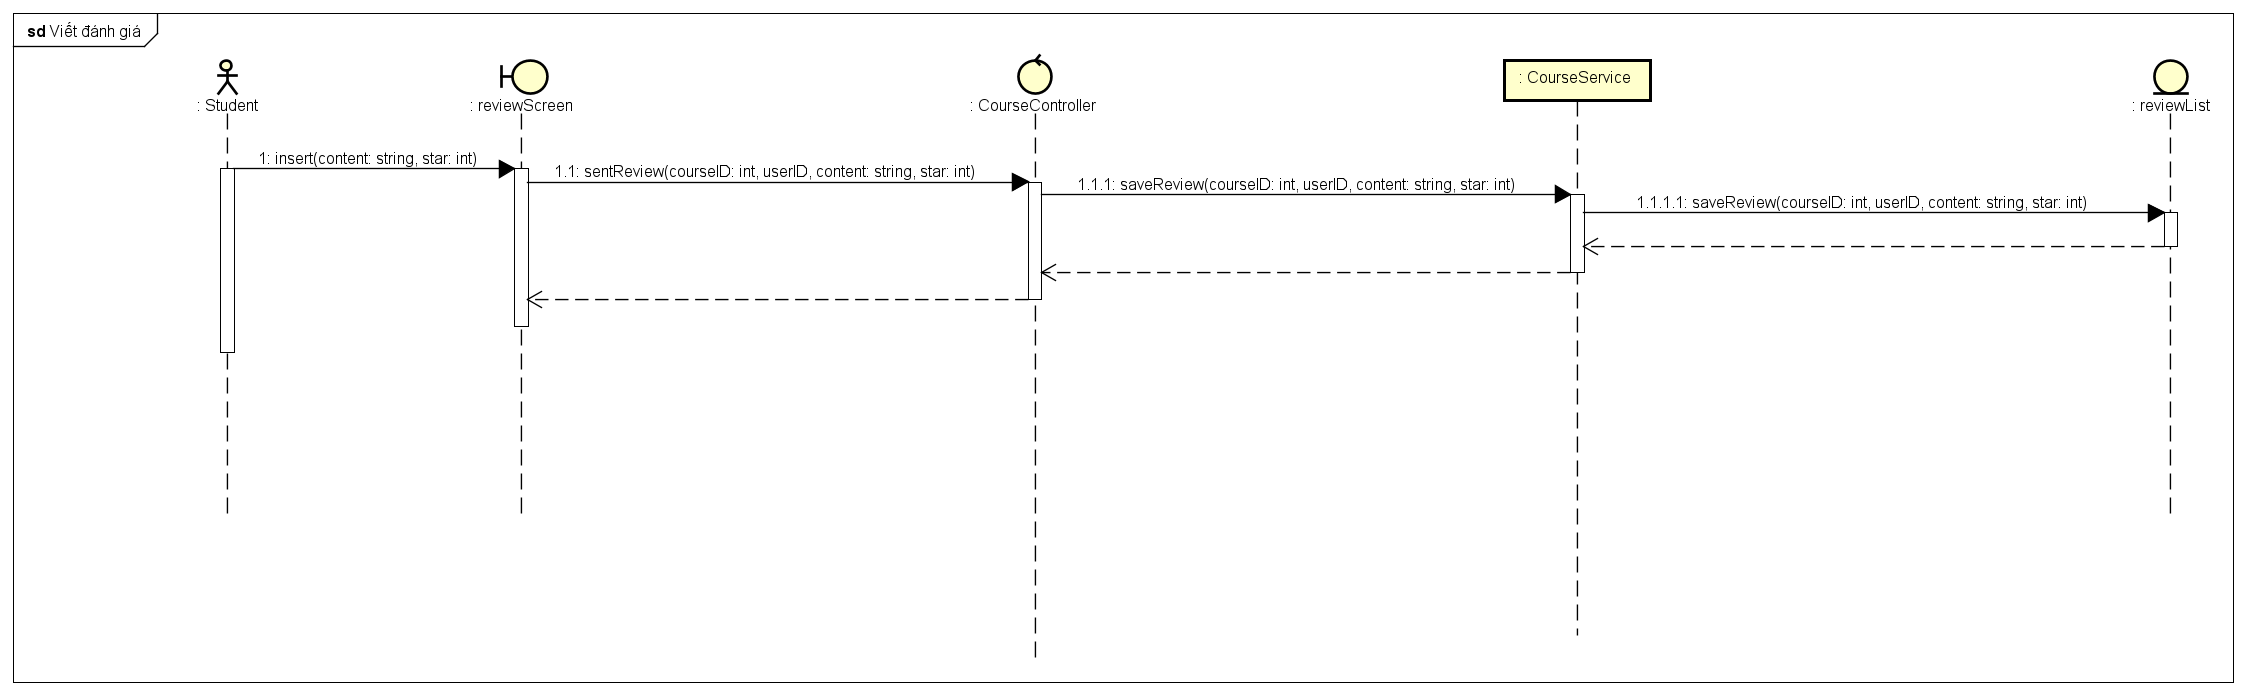 sd Viết đánh giá
: Student
: reviewScreen
: CourseController
: CourseService
: reviewList
1: insert(content: string, star: int)
1.1: sentReview(courseID: int, userID, content: string, star: int)
1.1.1: saveReview(courseID: int, userID, content: string, star: int)
1.1.1.1: saveReview(courseID: int, userID, content: string, star: int)